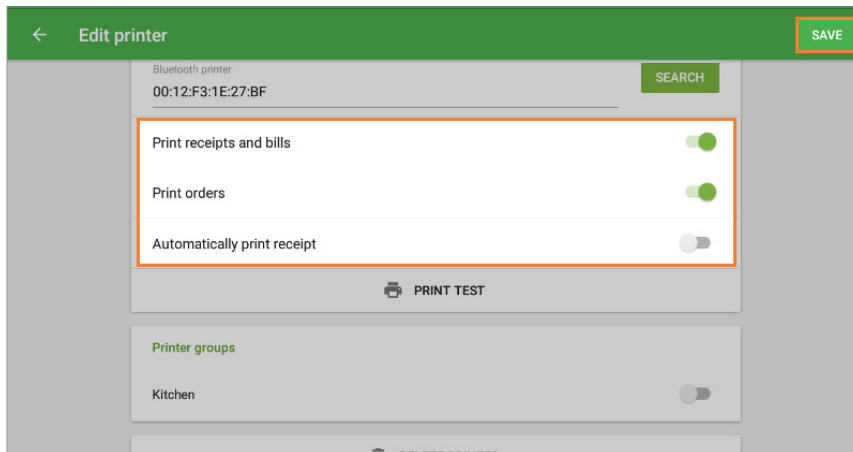 Edit printer
SAVE
Bluetooth printer
00:12:F3:1E:27:BF
SEARCH
Print receipts and bills
Print orders
Automatically print receipt
PRINT TEST
Printer groups
Kitchen